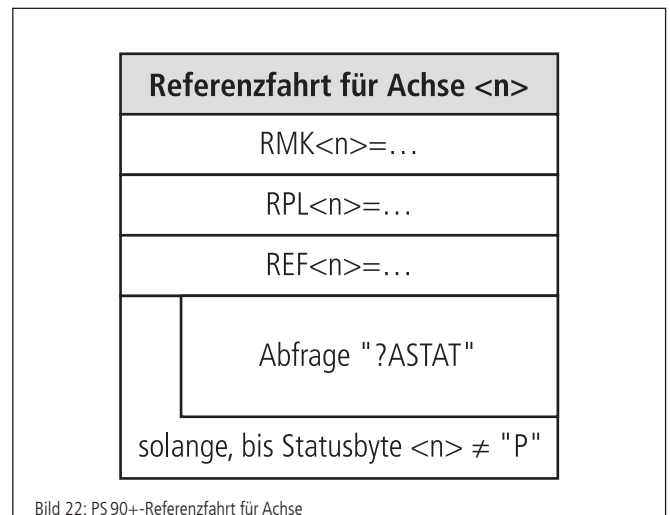 Referenzfahrt für Achse <n>
RMK<n>=…
RPL<n>=…
REF<n>=…
Abfrage "?ASTAT"
solange, bis Statusbyte <n> ≠ "P"
Bild 22: PS 90+-Referenzfahrt für Achse